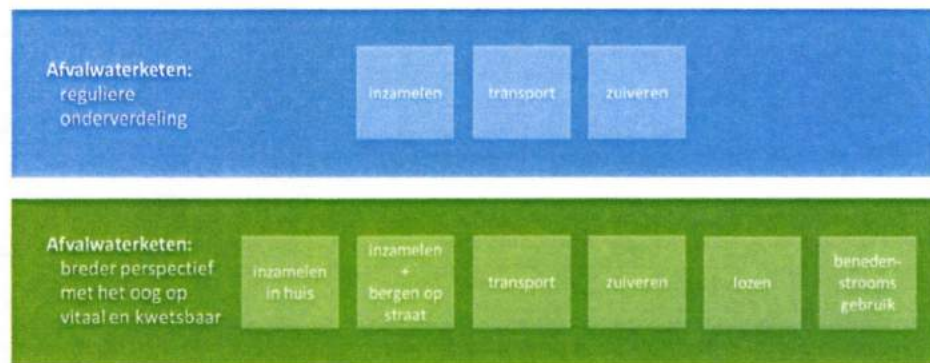 Afvalwaterketen:
reguliere
onderverdeling
inzamelen
transport
zuiveren
Afvalwaterketen:
breder perspectief
met het oog op
vitaal en kwetsbaar
inzamelen
in huis
inzamelen
+
bergen op
straat
transport
zuiveren
lozen
beneden-
strooms
gebruik